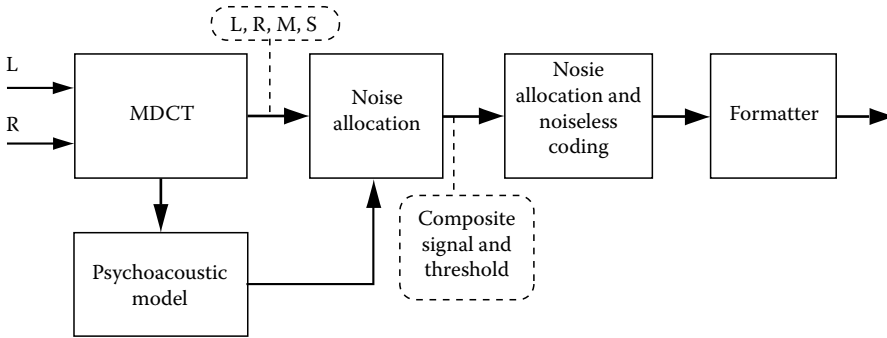 L, R, M, S
L
R
MDCT
Noise
allocation
Nosie
allocation and
noiseless
coding
Formatter
Composite
signal and
threshold
Psychoacoustic
model